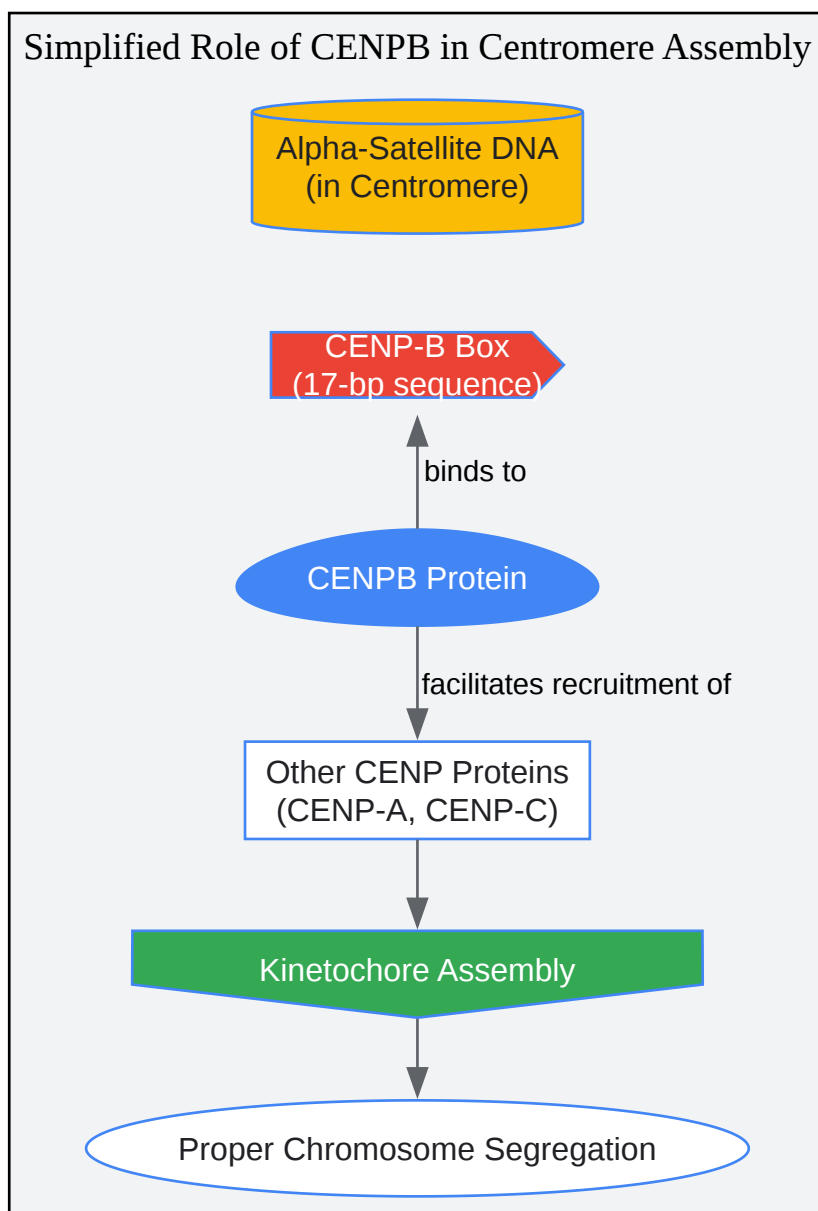 Simplified Role of CENPB in Centromere Assembly
Alpha-Satellite DNA
(in Centromere)
CENP-B Box
(17-bp sequence)
binds to
CENPB Protein
facilitates recruitment of
Other CENP Proteins
(CENP-A, CENP-C)
Kinetochore Assembly
Proper Chromosome Segregation